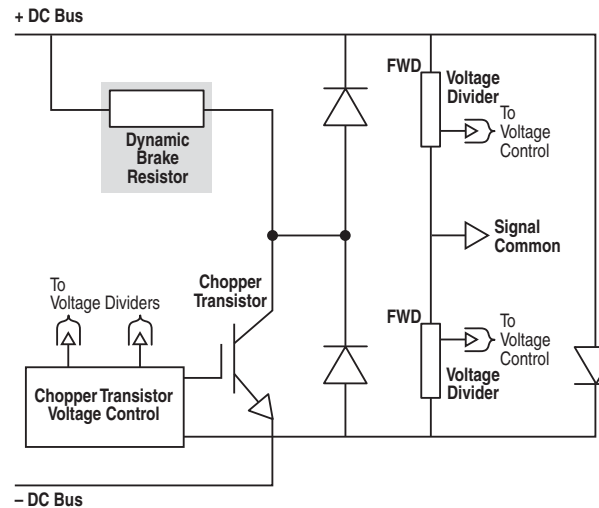 + DC Bus
FWD
Voltage
Divider
To
Voltage
Control
Dynamic
Brake
Resistor
Signal
Common
Chopper
Transistor
To
Voltage Dividers
FWD
To
Voltage
Control
Voltage
Divider
Chopper Transistor
Voltage Control
– DC Bus